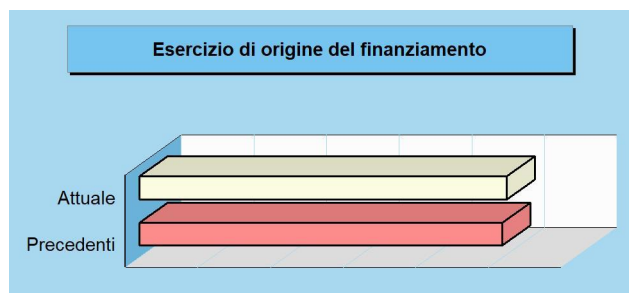 Esercizio di origine del finanziamento
Attuale
Precedenti